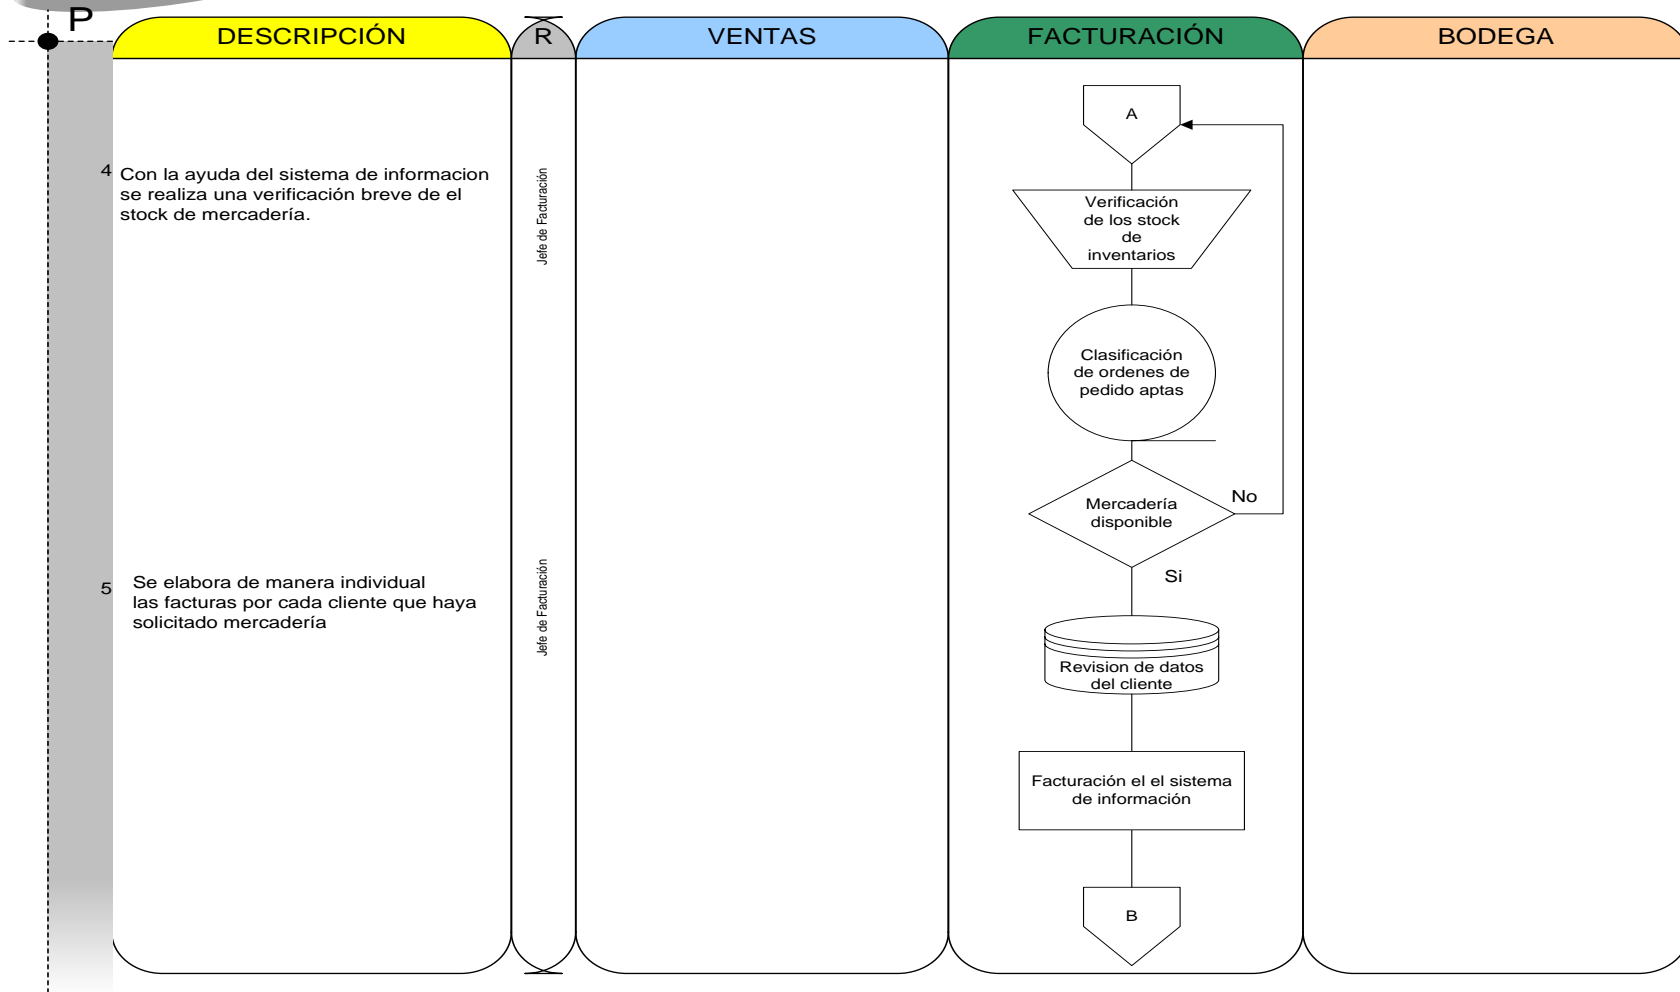 P
DESCRIPCIÓN
R
VENTAS
FACTURACIÓN
BODEGA
4
Con la ayuda del sistema de informacion
se realiza una verificación breve de el
stock de mercadería.
Jefe de Facturación
A
Verificación
de los stock
de
inventarios
Clasificación
de ordenes de
pedido aptas
Mercadería
disponible
No
Si
5
Se elabora de manera individual
las facturas por cada cliente que haya
solicitado mercadería
Jefe de Facturación
Revision de datos
del cliente
Facturación el el sistema
de información
B